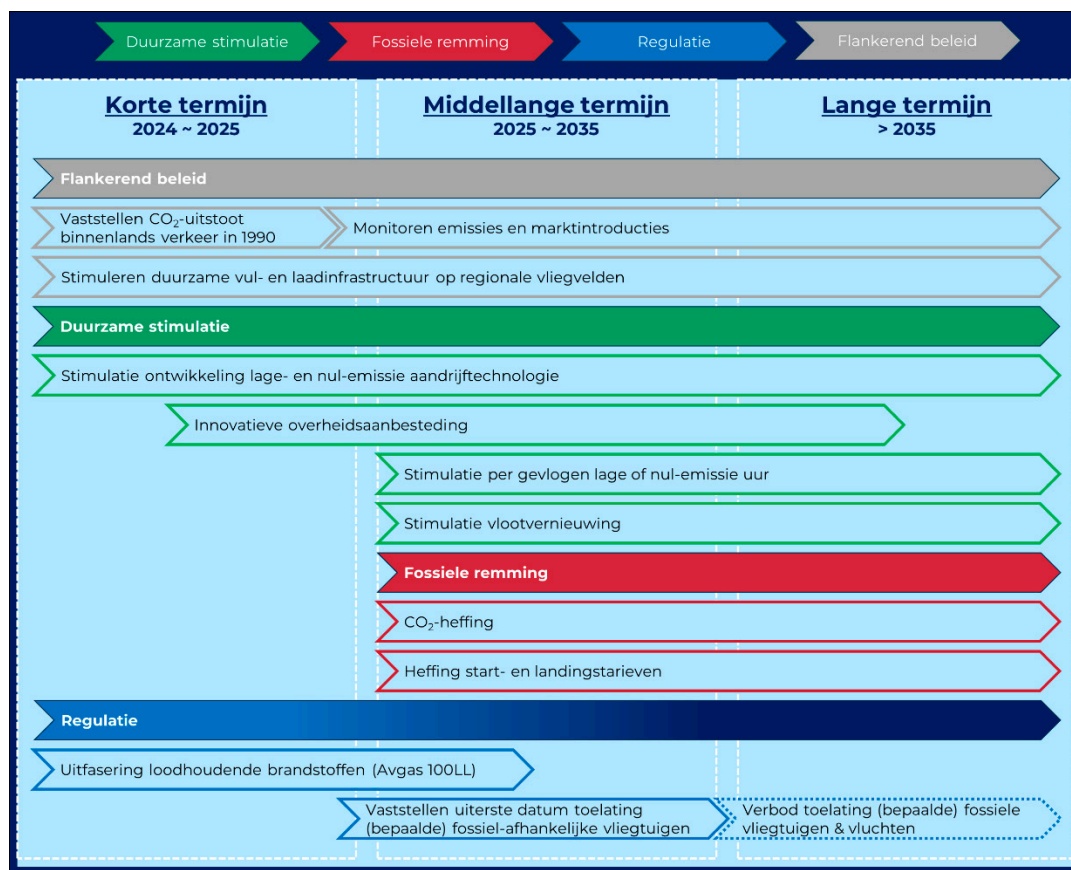 Duurzame stimulatie
Fossiele remming
Regulatie
Flankerend beleid
Korte termijn
2024 ~ 2025
Middellange termijn
2025 ~ 2035
Lange termijn
> 2035
Flankerend beleid
Vaststellen CO₂-uitstoot
binnenlands verkeer in 1990
Monitoren emissies en marktintroducties
Stimuleren duurzame vul- en laadinfrastructuur op regionale vliegvelden
Duurzame stimulatie
Stimulatie ontwikkeling lage- en nul-emissie aandrijftechnologie
Innovatieve overheidsaanbesteding
Stimulatie per gevlogen lage of nul-emissie uur
Stimulatie vlootvernieuwing
Fossiele remming
CO₂-heffing
Heffing start- en landingstarieven
Regulatie
Uitfasering loodhoudende brandstoffen (Avgas 100LL)
Vaststellen uiterste datum toelating
(bepaalde) fossiel-afhankelijke vliegtuigen
Verbod toelating (bepaalde) fossiele
vliegtuigen & vluchten